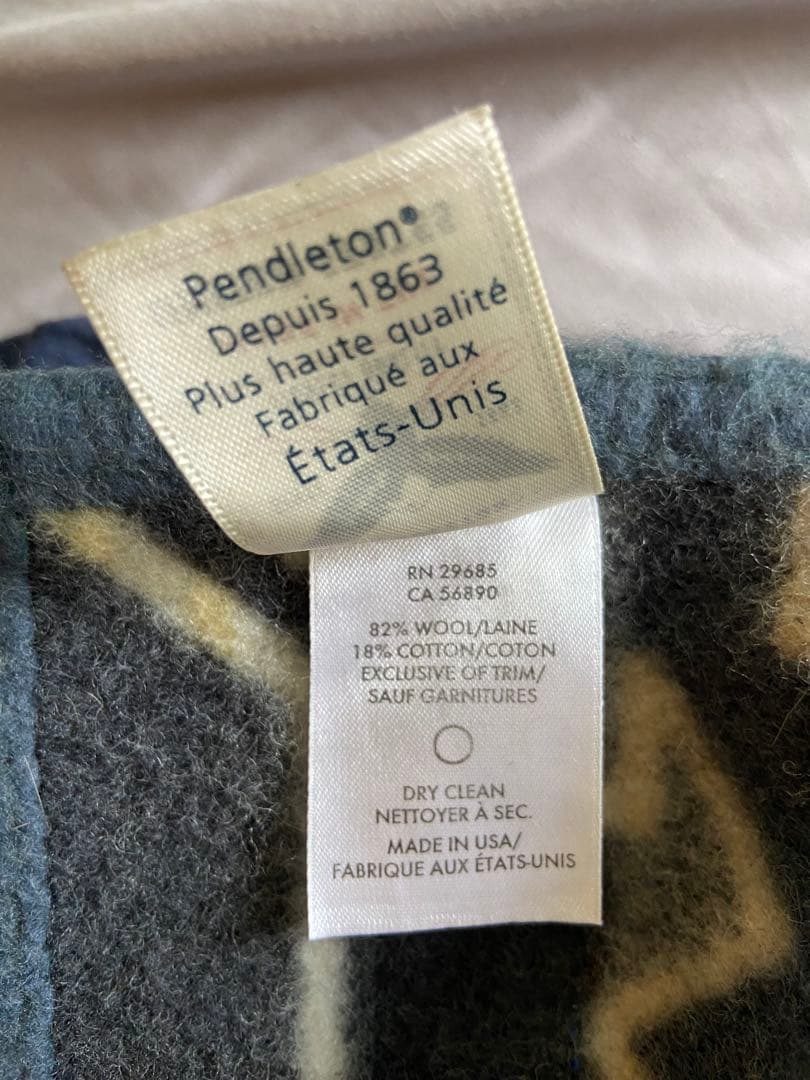 Pendleton®
Depuis 1863
Plus haute qualité
Fabriqué aux
États-Unis
RN 29685
CA 56890
82% WOOL/LAINE
18% COTTON/COTON
EXCLUSIVE OF TRIM/
SAUF GARNITURES
DRY CLEAN
NETTOYER À SEC.
MADE IN USA/
FABRIQUE AUX ÉTATS-UNIS